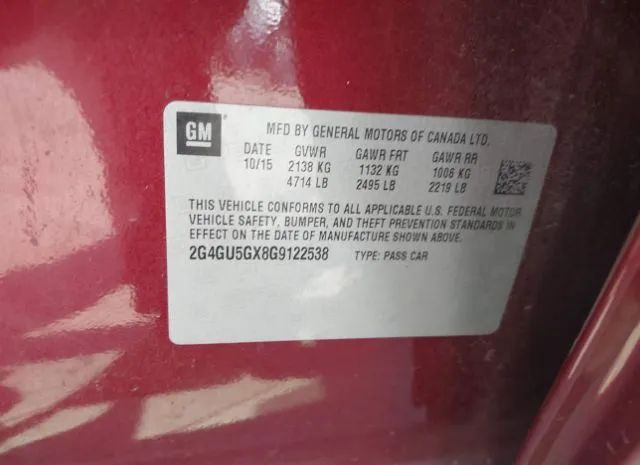 GM
MFD BY GENERAL MOTORS OF CANADA LTD.
DATE GVWR GAWR FRT GAWR RR
10/15 2138 KG 1132 KG 1006 KG
4714 LB 2495 LB 2219 LB
THIS VEHICLE CONFORMS TO ALL APPLICABLE U.S. FEDERAL MOTOR
VEHICLE SAFETY, BUMPER, AND THEFT PREVENTION STANDARDS IN
EFFECT ON THE DATE OF MANUFACTURE SHOWN ABOVE.
2G4GU5GX8G9122538 TYPE: PASS CAR